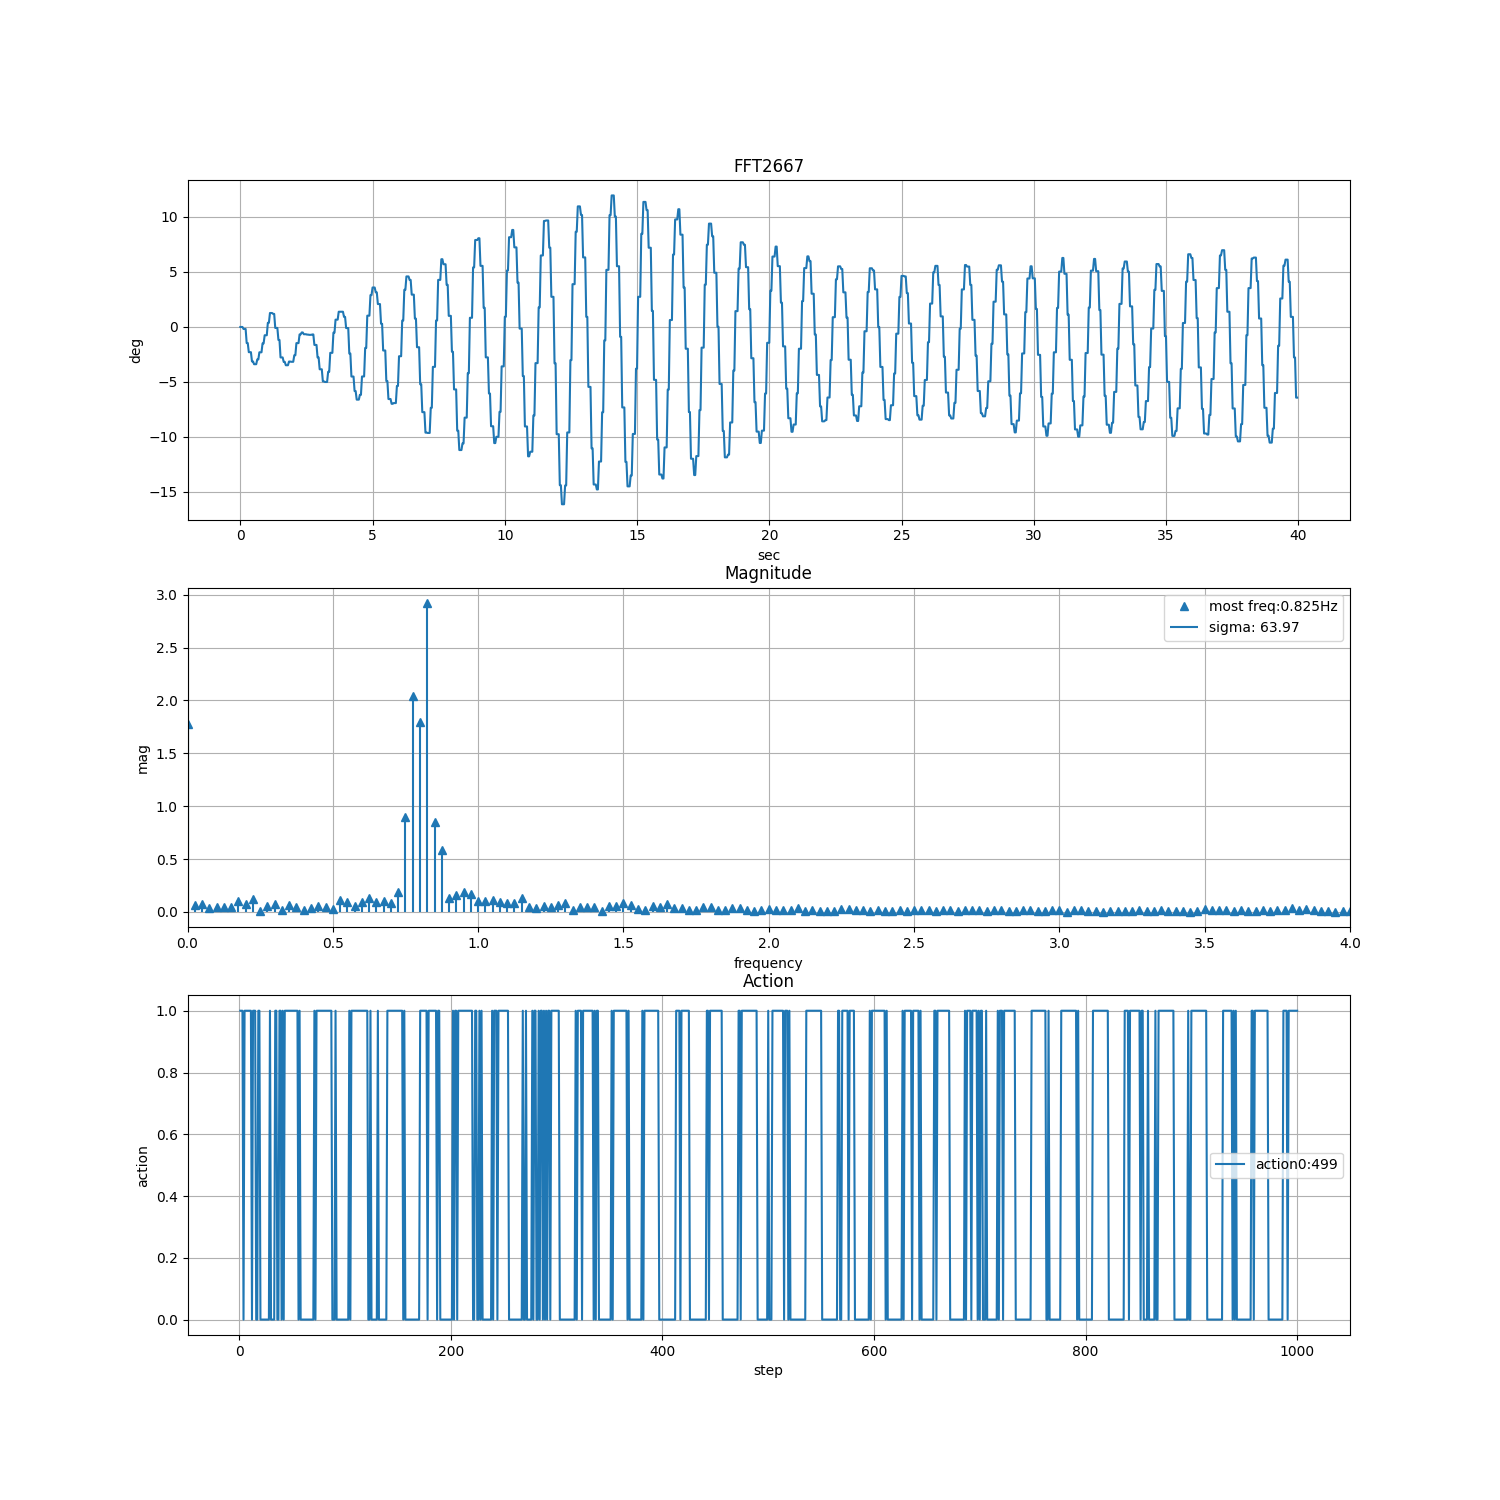 FFT2667
10
5
0
−5
−10
−15
deg
0 5 10 15 20 25 30 35 40
sec
Magnitude
most freq:0.825Hz
sigma: 63.97
3.0
2.5
2.0
1.5
1.0
0.5
0.0
mag
0.0 0.5 1.0 1.5 2.0 2.5 3.0 3.5 4.0
frequency
Action
1.0
0.8
0.6
0.4
0.2
0.0
action
action0:499
0 200 400 600 800 1000
step